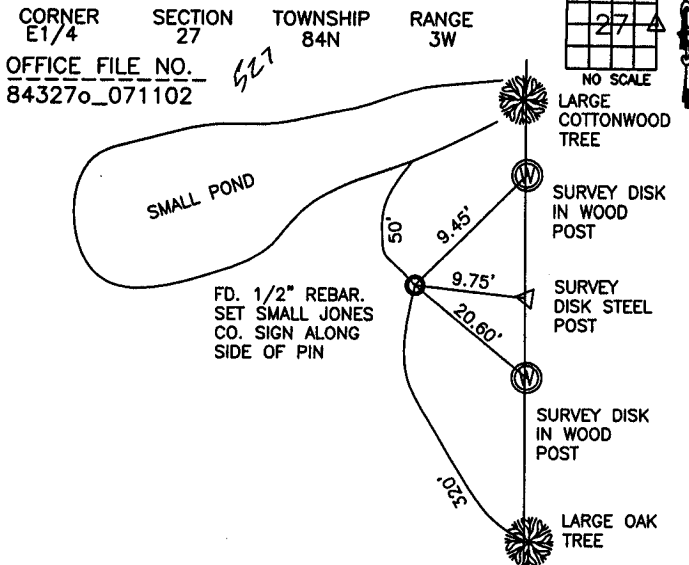 CORNER SECTION TOWNSHIP RANGE
E1/4 27 84N 3W
OFFICE FILE NO.
84327o_071102
527
27
NO SCALE
LARGE
COTTONWOOD
TREE
SMALL POND
SURVEY DISK
IN WOOD
POST
W
50'
9.45'
9.75'
20.60'
FD. 1/2" REBAR.
SET SMALL JONES
CO. SIGN ALONG
SIDE OF PIN
SURVEY
DISK STEEL
POST
W
SURVEY DISK
IN WOOD
POST
320'
LARGE OAK
TREE